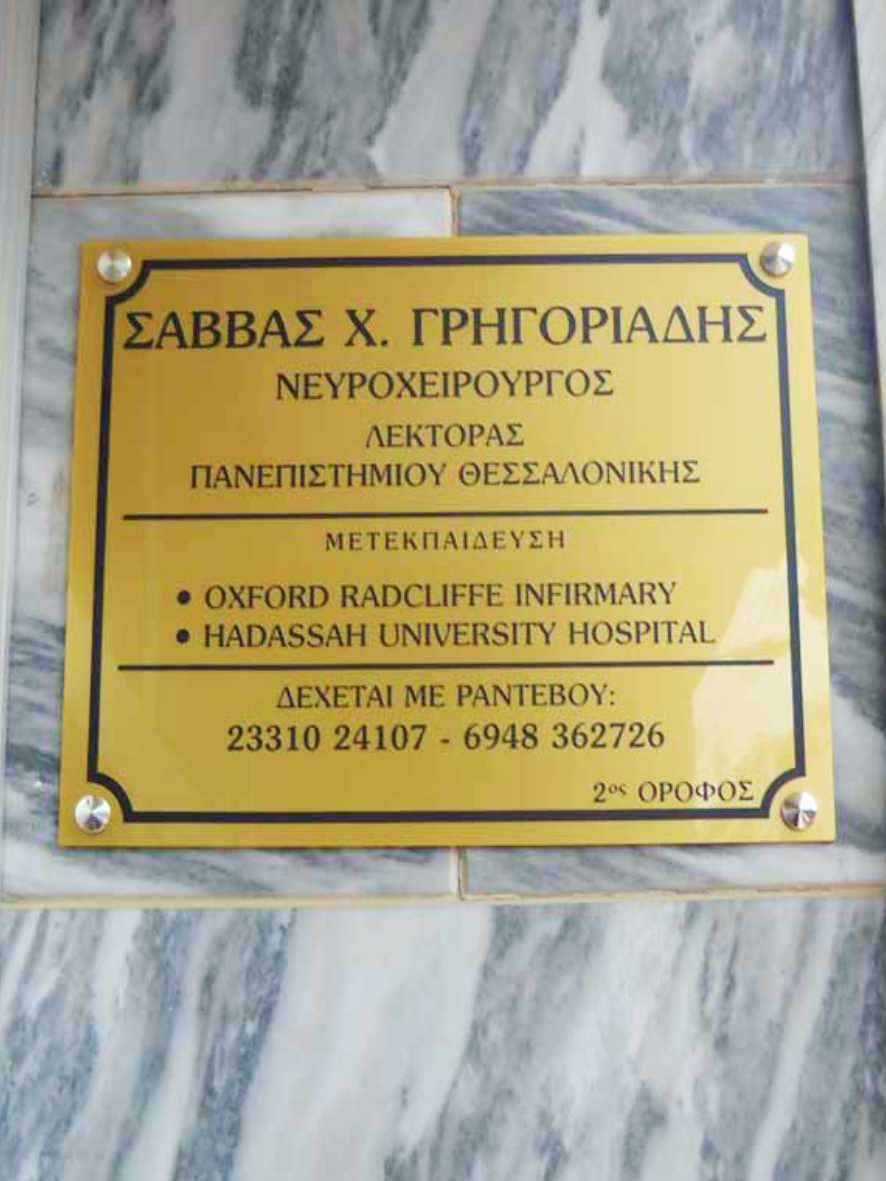 ΣΑΒΒΑΣ Χ. ΓΡΗΓΟΡΙΑΔΗΣ
ΝΕΥΡΟΧΕΙΡΟΥΡΓΟΣ
ΛΕΚΤΟΡΑΣ
ΠΑΝΕΠΙΣΤΗΜΙΟΥ ΘΕΣΣΑΛΟΝΙΚΗΣ
ΜΕΤΕΚΠΑΙΔΕΥΣΗ
• OXFORD RADCLIFFE INFIRMARY
• HADASSAH UNIVERSITY HOSPITAL
ΔΕΧΕΤΑΙ ΜΕ ΡΑΝΤΕΒΟΥ:
23310 24107 - 6948 362726
2ος ΟΡΟΦΟΣ